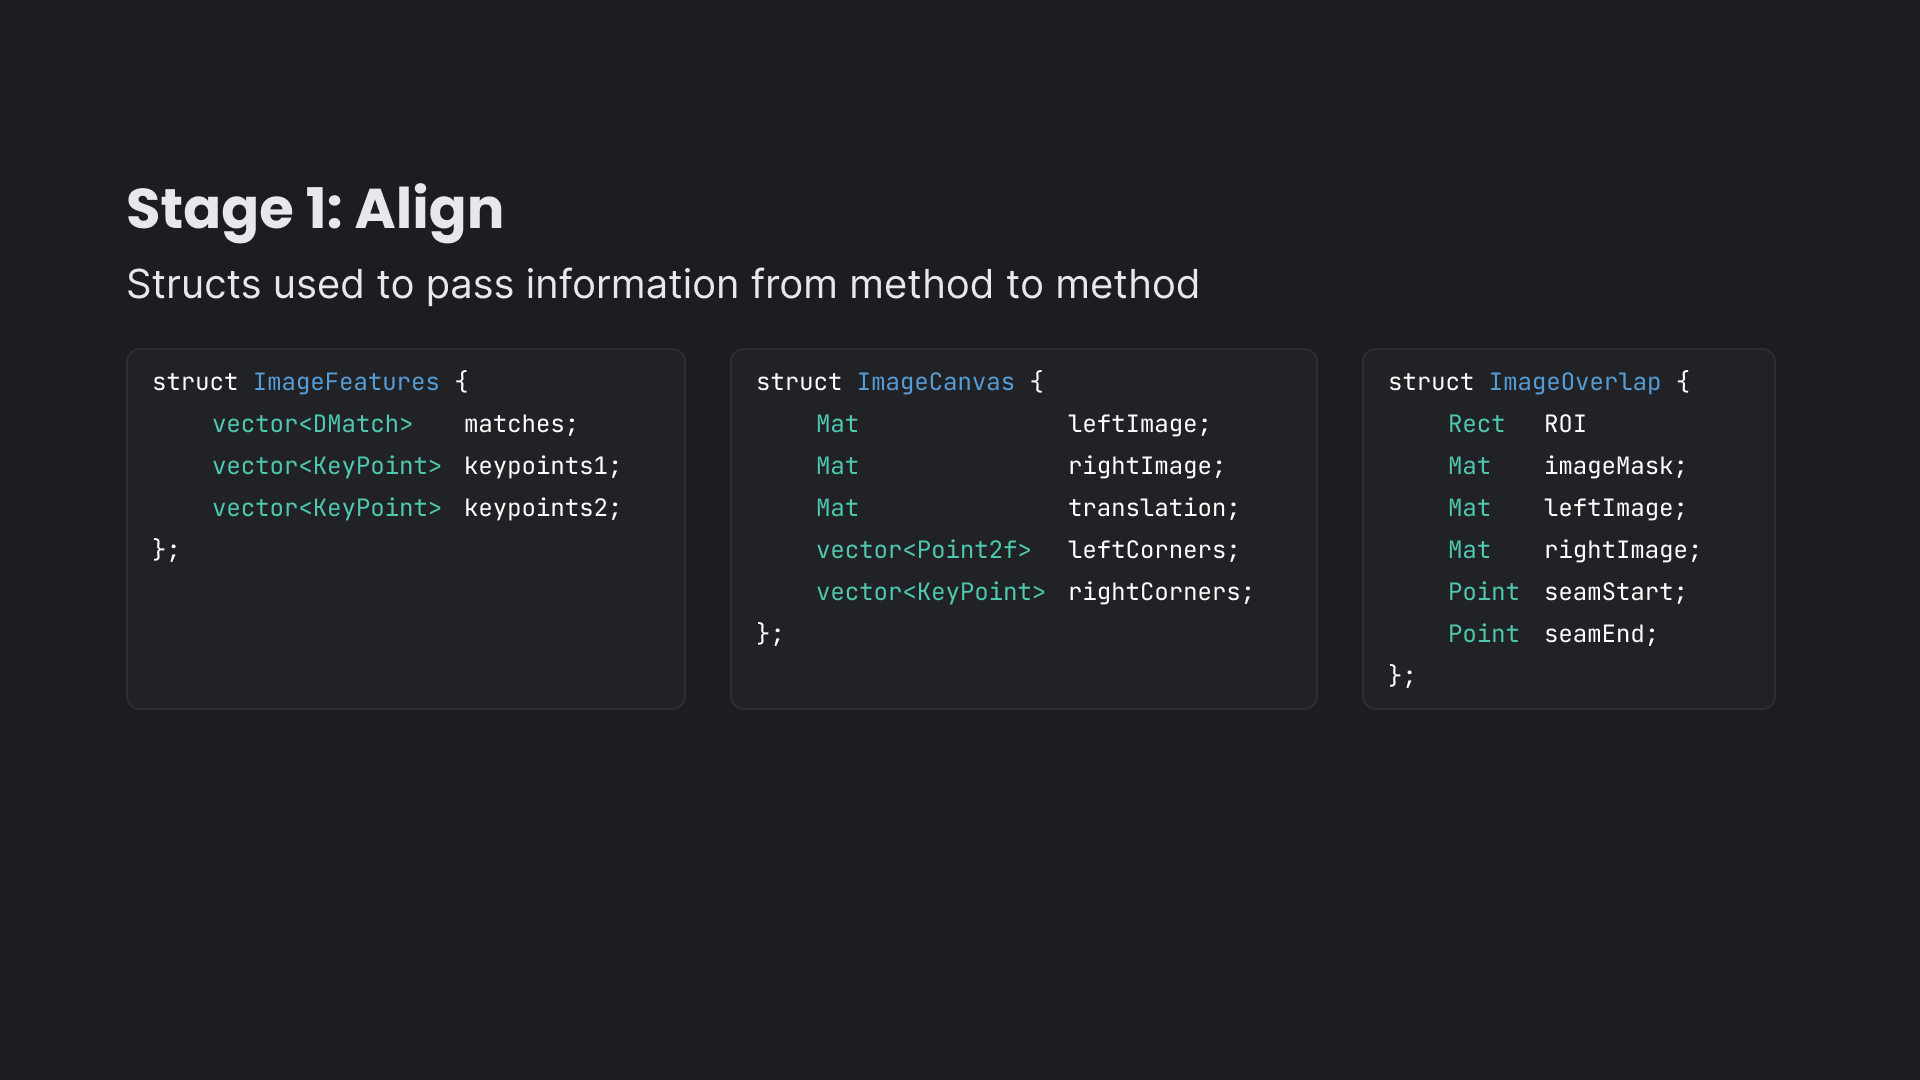 Stage 1: Align
Structs used to pass information from method to method
struct ImageFeatures {
vector<DMatch> matches;
vector<KeyPoint> keypoints1;
vector<KeyPoint> keypoints2;
};
struct ImageCanvas {
Mat leftImage;
Mat rightImage;
Mat translation;
vector<Point2f> leftCorners;
vector<KeyPoint> rightCorners;
};
struct ImageOverlap {
Rect ROI
Mat imageMask;
Mat leftImage;
Mat rightImage;
Point seamStart;
Point seamEnd;
};